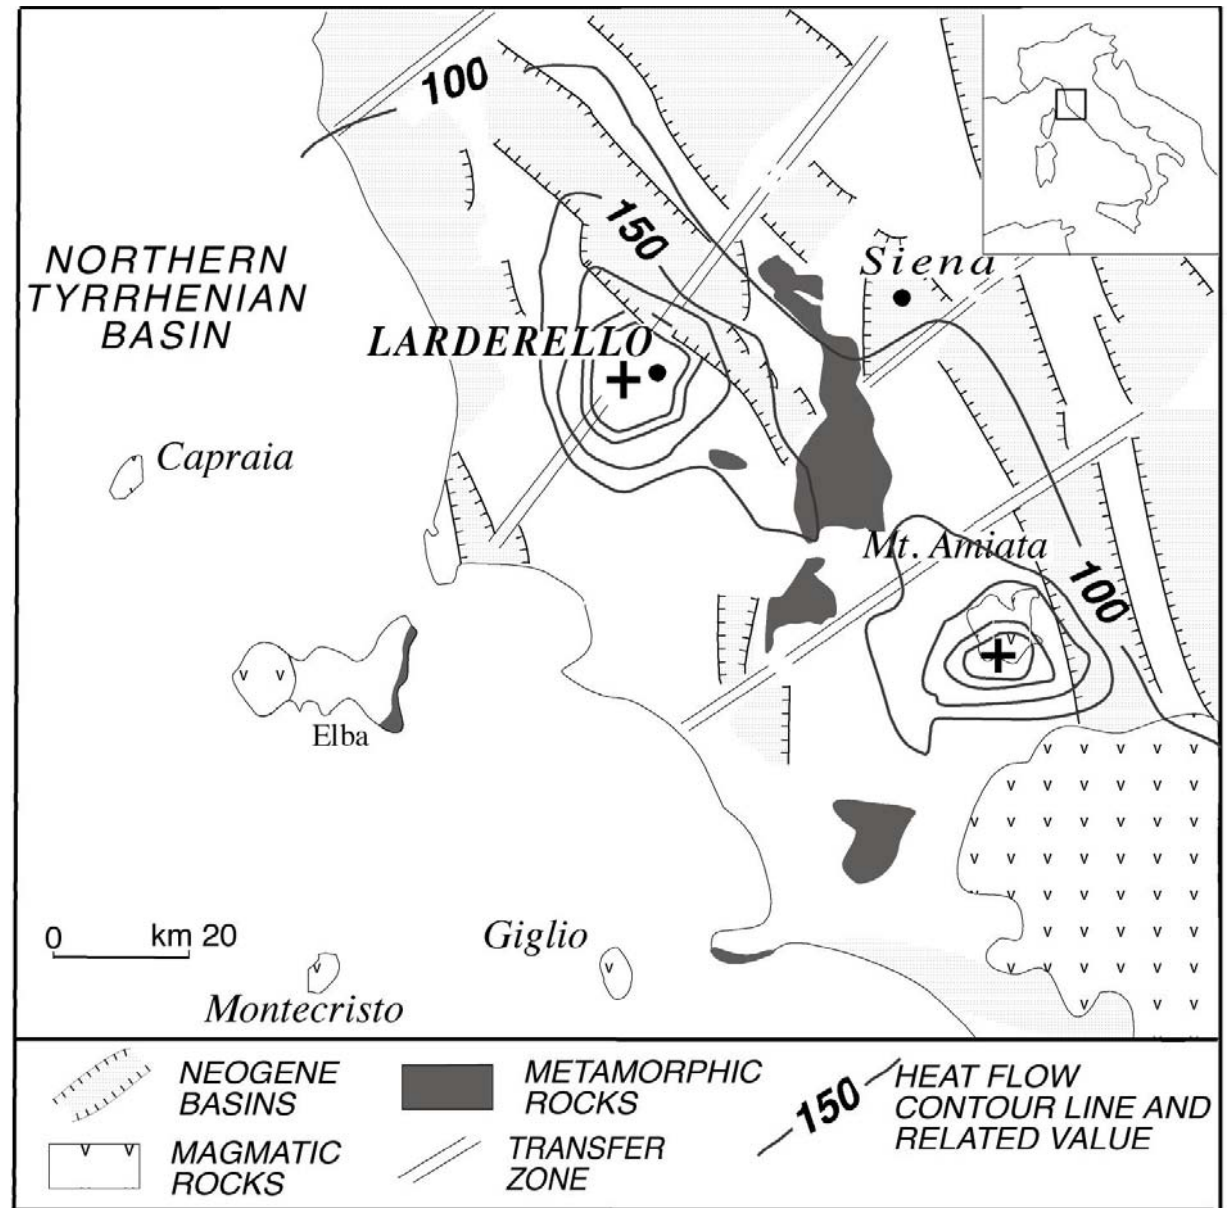 100
150
Siena
NORTHERN
TYRRHENIAN
BASIN
LARDERELLO
Capraia
Mt. Amiata
100
Elba
0 km 20
Giglio
Montecristo
NEOGENE
BASINS
METAMORPHIC
ROCKS
150
HEAT FLOW
CONTOUR LINE AND
RELATED VALUE
MAGMATIC
ROCKS
TRANSFER
ZONE